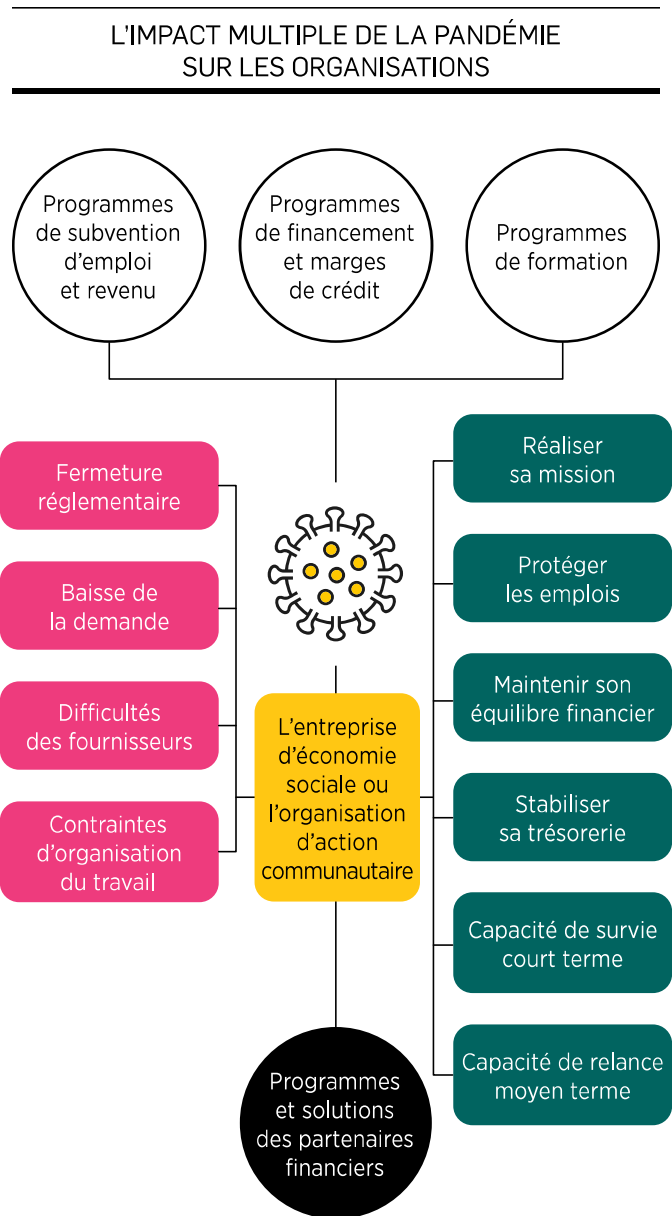 L'IMPACT MULTIPLE DE LA PANDÉMIE
SUR LES ORGANISATIONS
Programmes
de subvention
d'emploi
et revenu
Programmes
de financement
et marges
de crédit
Programmes
de formation
Fermeture
réglementaire
Baisse de
la demande
Difficultés
des fournisseurs
Contraintes
d'organisation
du travail
L'entreprise
d'économie
sociale ou
l'organisation
d'action
communautaire
Réaliser
sa mission
Protéger
les emplois
Maintenir son
équilibre financier
Stabiliser
sa trésorerie
Capacité de survie
court terme
Capacité de relance
moyen terme
Programmes
et solutions
des partenaires
financiers